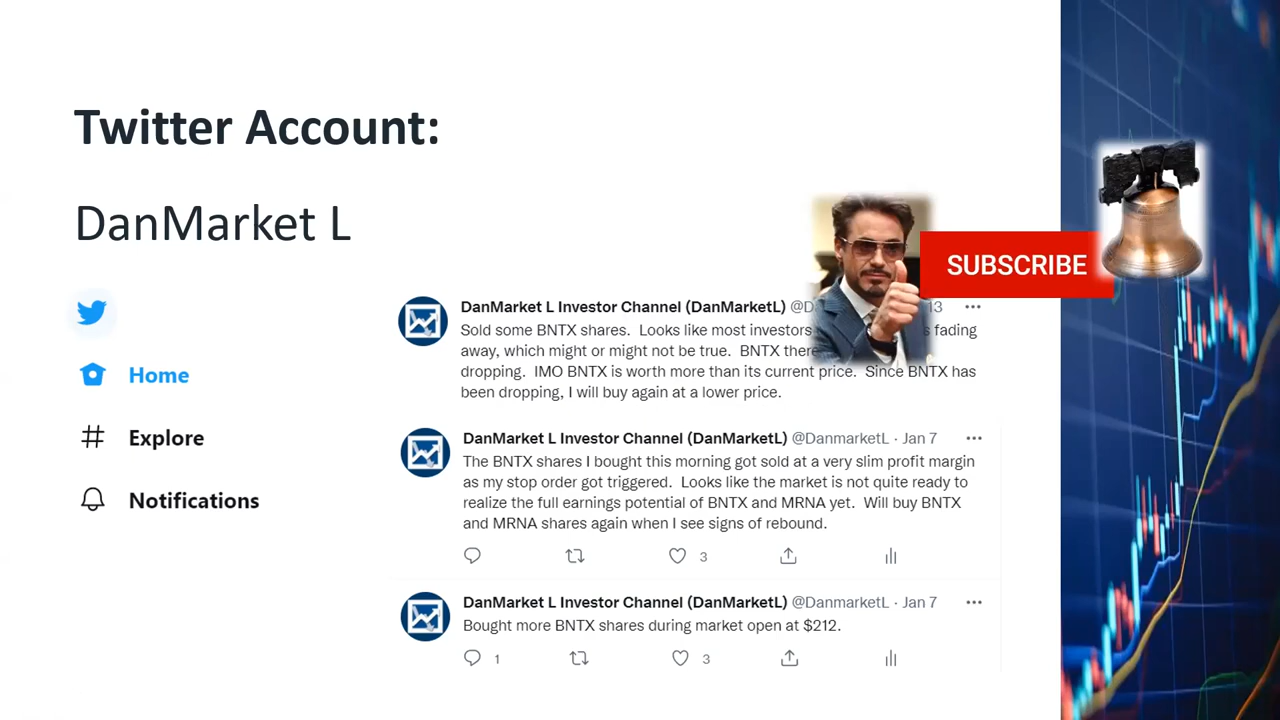 Twitter Account:
DanMarket L
Home
Explore
Notifications
SUBSCRIBE
DanMarket L Investor Channel (DanMarketL) @D 13
Sold some BNTX shares. Looks like most investors s fading
away, which might or might not be true. BNTX there
dropping. IMO BNTX is worth more than its current price. Since BNTX has
been dropping, I will buy again at a lower price.
DanMarket L Investor Channel (DanMarketL) @DanmarketL · Jan 7
The BNTX shares I bought this morning got sold at a very slim profit margin
as my stop order got triggered. Looks like the market is not quite ready to
realize the full earnings potential of BNTX and MRNA yet. Will buy BNTX
and MRNA shares again when I see signs of rebound.
3
DanMarket L Investor Channel (DanMarketL) @DanmarketL · Jan 7
Bought more BNTX shares during market open at $212.
1 3